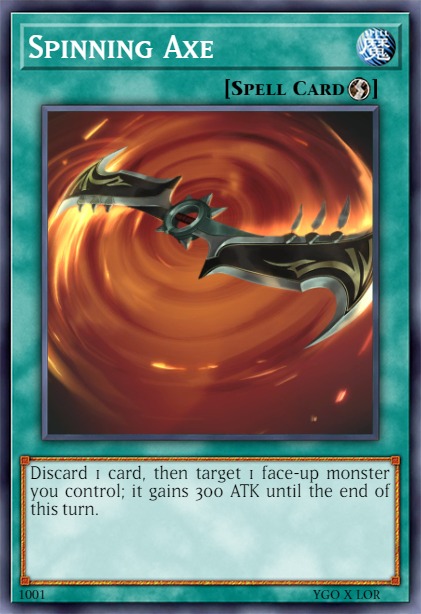 Spinning Axe
魔
[Spell Card]
Discard 1 card, then target 1 face-up monster
you control; it gains 300 ATK until the end of
this turn.
1001 YGO X LOR